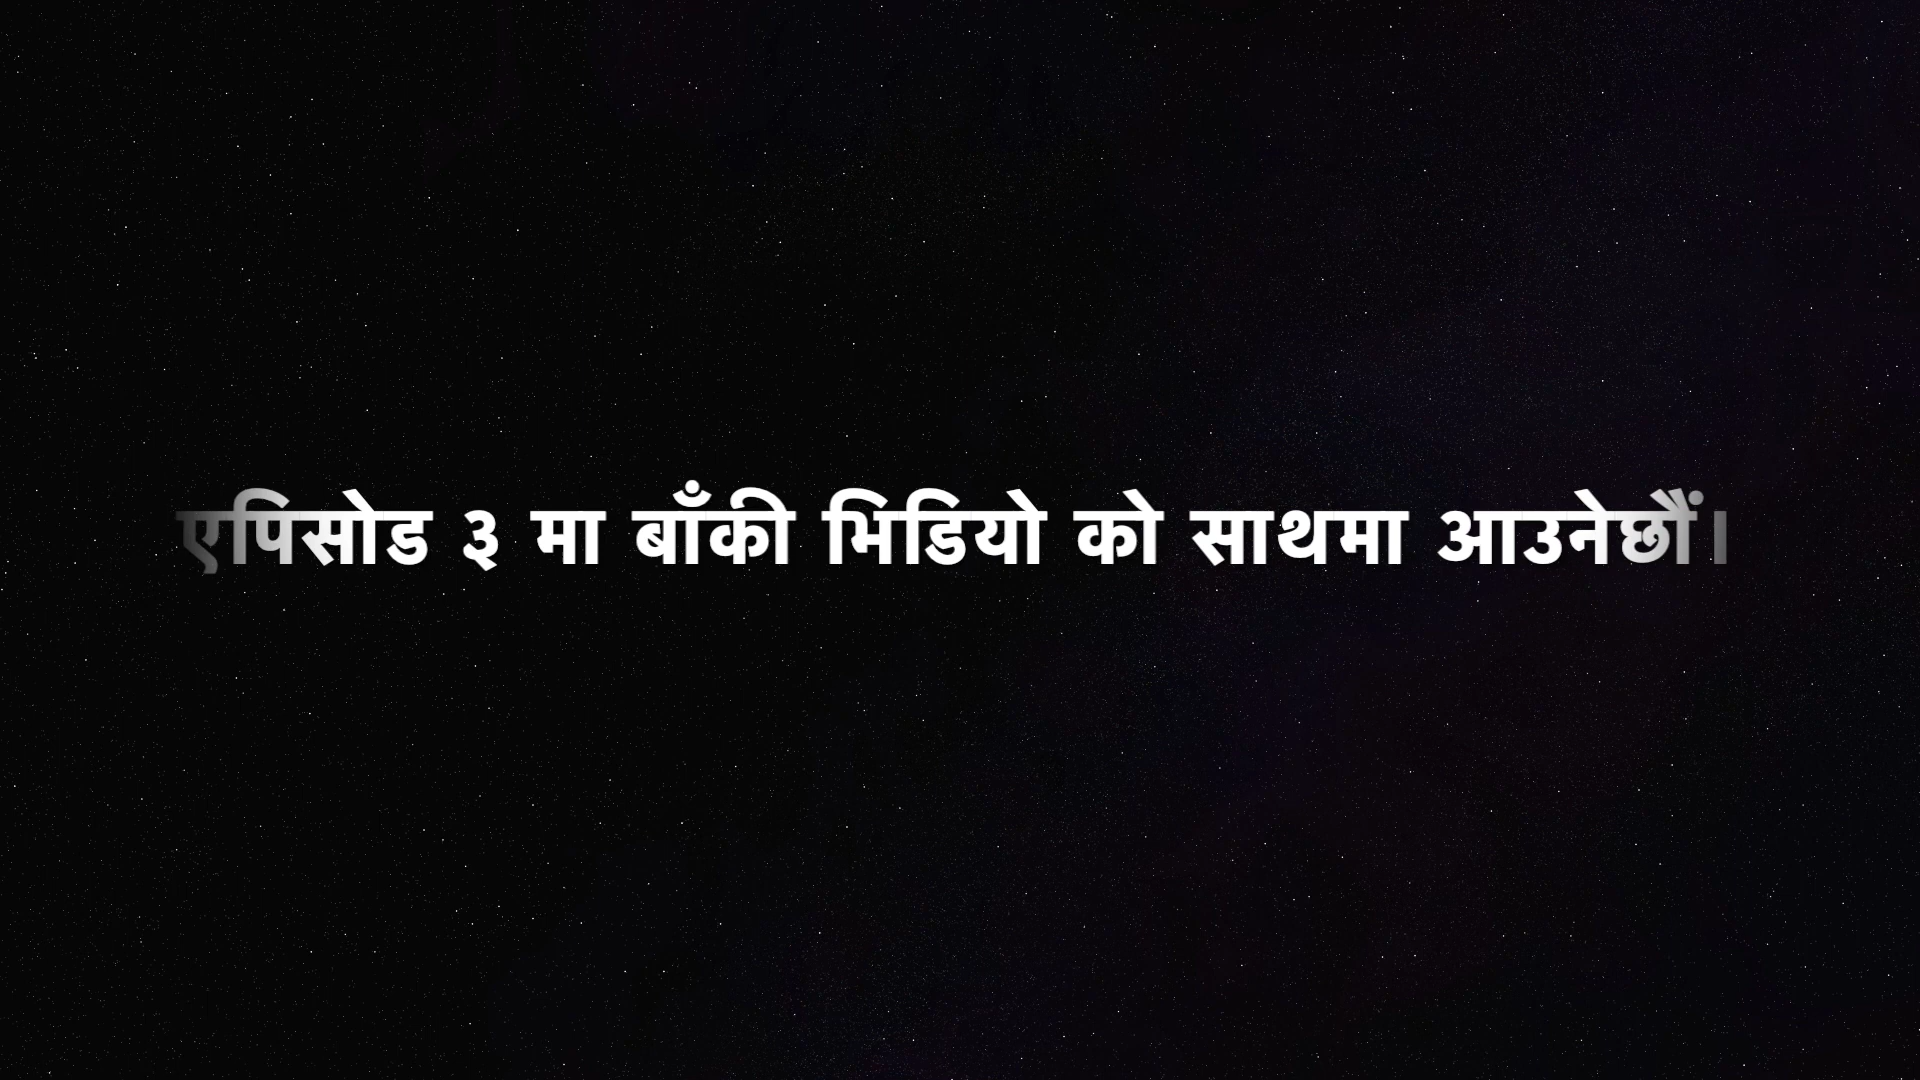 एपिसोड ३ मा बाँकी भिडियो को साथमा आउनेछौं।